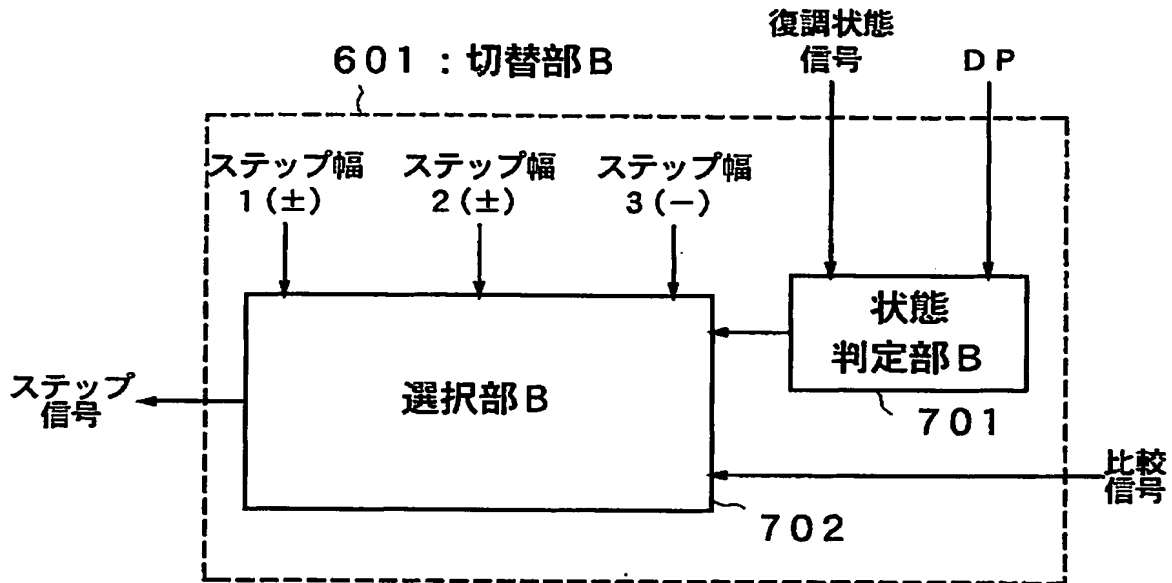 復調状態
信号
DP
601:切替部B
ステップ幅
1(±)
ステップ幅
2(±)
ステップ幅
3(−)
状態
判定部B
701
選択部B
702
ステップ
信号
比較
信号